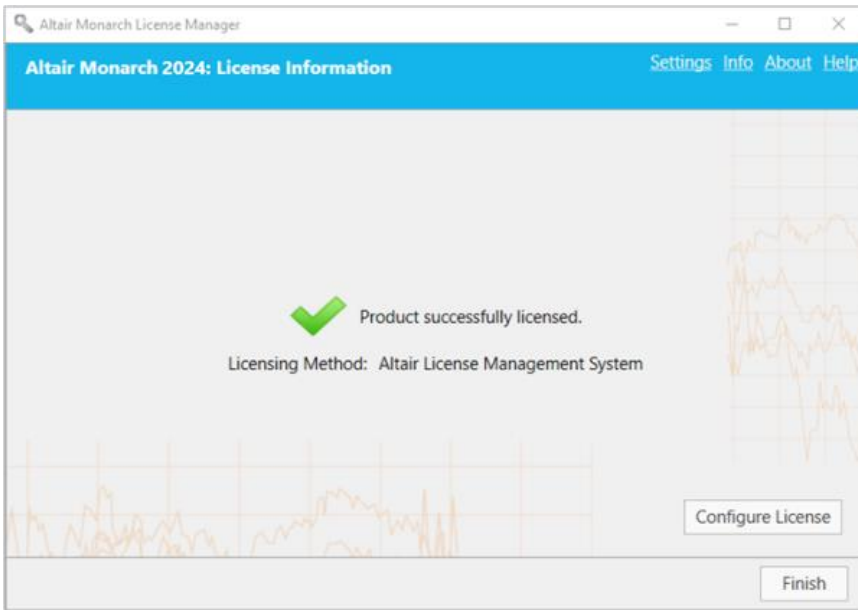 Altair Monarch License Manager
Altair Monarch 2024: License Information
Settings Info About Help
Product successfully licensed.
Licensing Method: Altair License Management System
Configure License
Finish